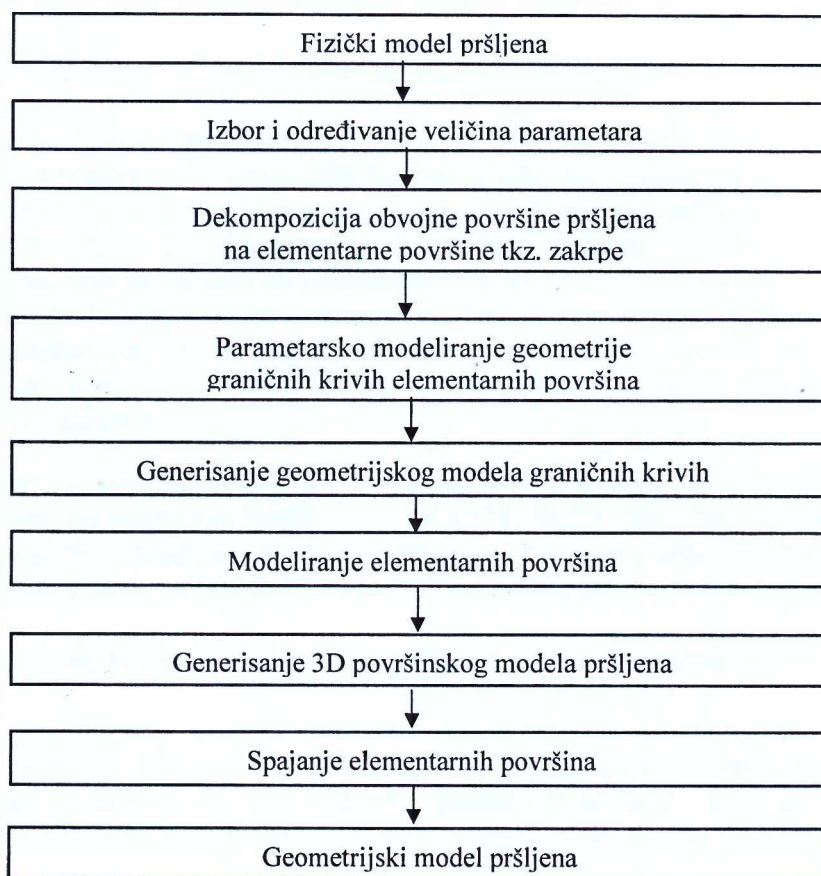 Fizički model pršljena
Izbor i određivanje veličina parametara
Dekompozicija obvojne površine pršljena
na elementarne površine tkz. zakrpe
Parametarsko modeliranje geometrije
graničnih krivih elementarnih površina
Generisanje geometrijskog modela graničnih krivih
Modeliranje elementarnih površina
Generisanje 3D površinskog modela pršljena
Spajanje elementarnih površina
Geometrijski model pršljena